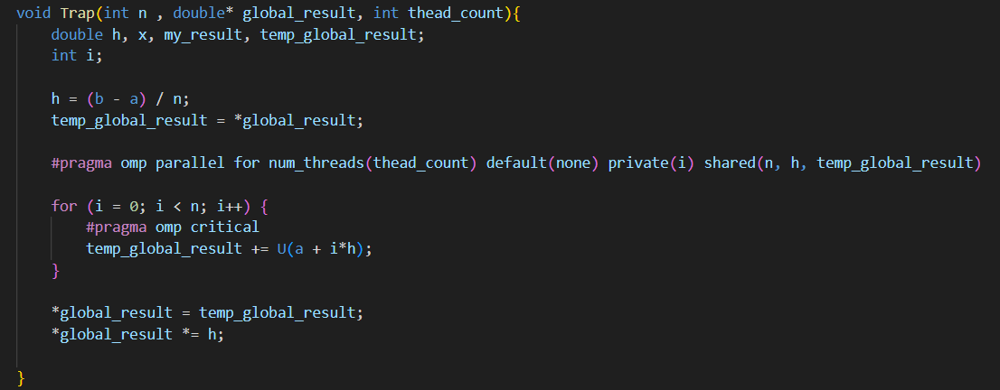 void Trap(int n , double* global_result, int thead_count){
double h, x, my_result, temp_global_result;
int i;
h = (b - a) / n;
temp_global_result = *global_result;
#pragma omp parallel for num_threads(thead_count) default(none) private(i) shared(n, h, temp_global_result)
for (i = 0; i < n; i++) {
#pragma omp critical
temp_global_result += U(a + i*h);
}
*global_result = temp_global_result;
*global_result *= h;
}